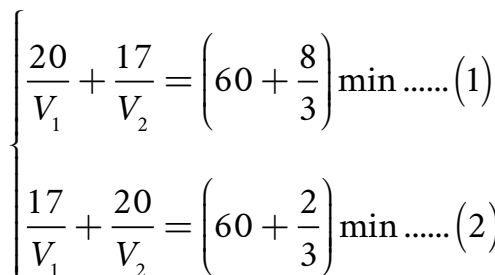 20/V₁ + 17/V₂ = (60 + 8/3) min ...... (1)
17/V₁ + 20/V₂ = (60 + 2/3) min ...... (2)